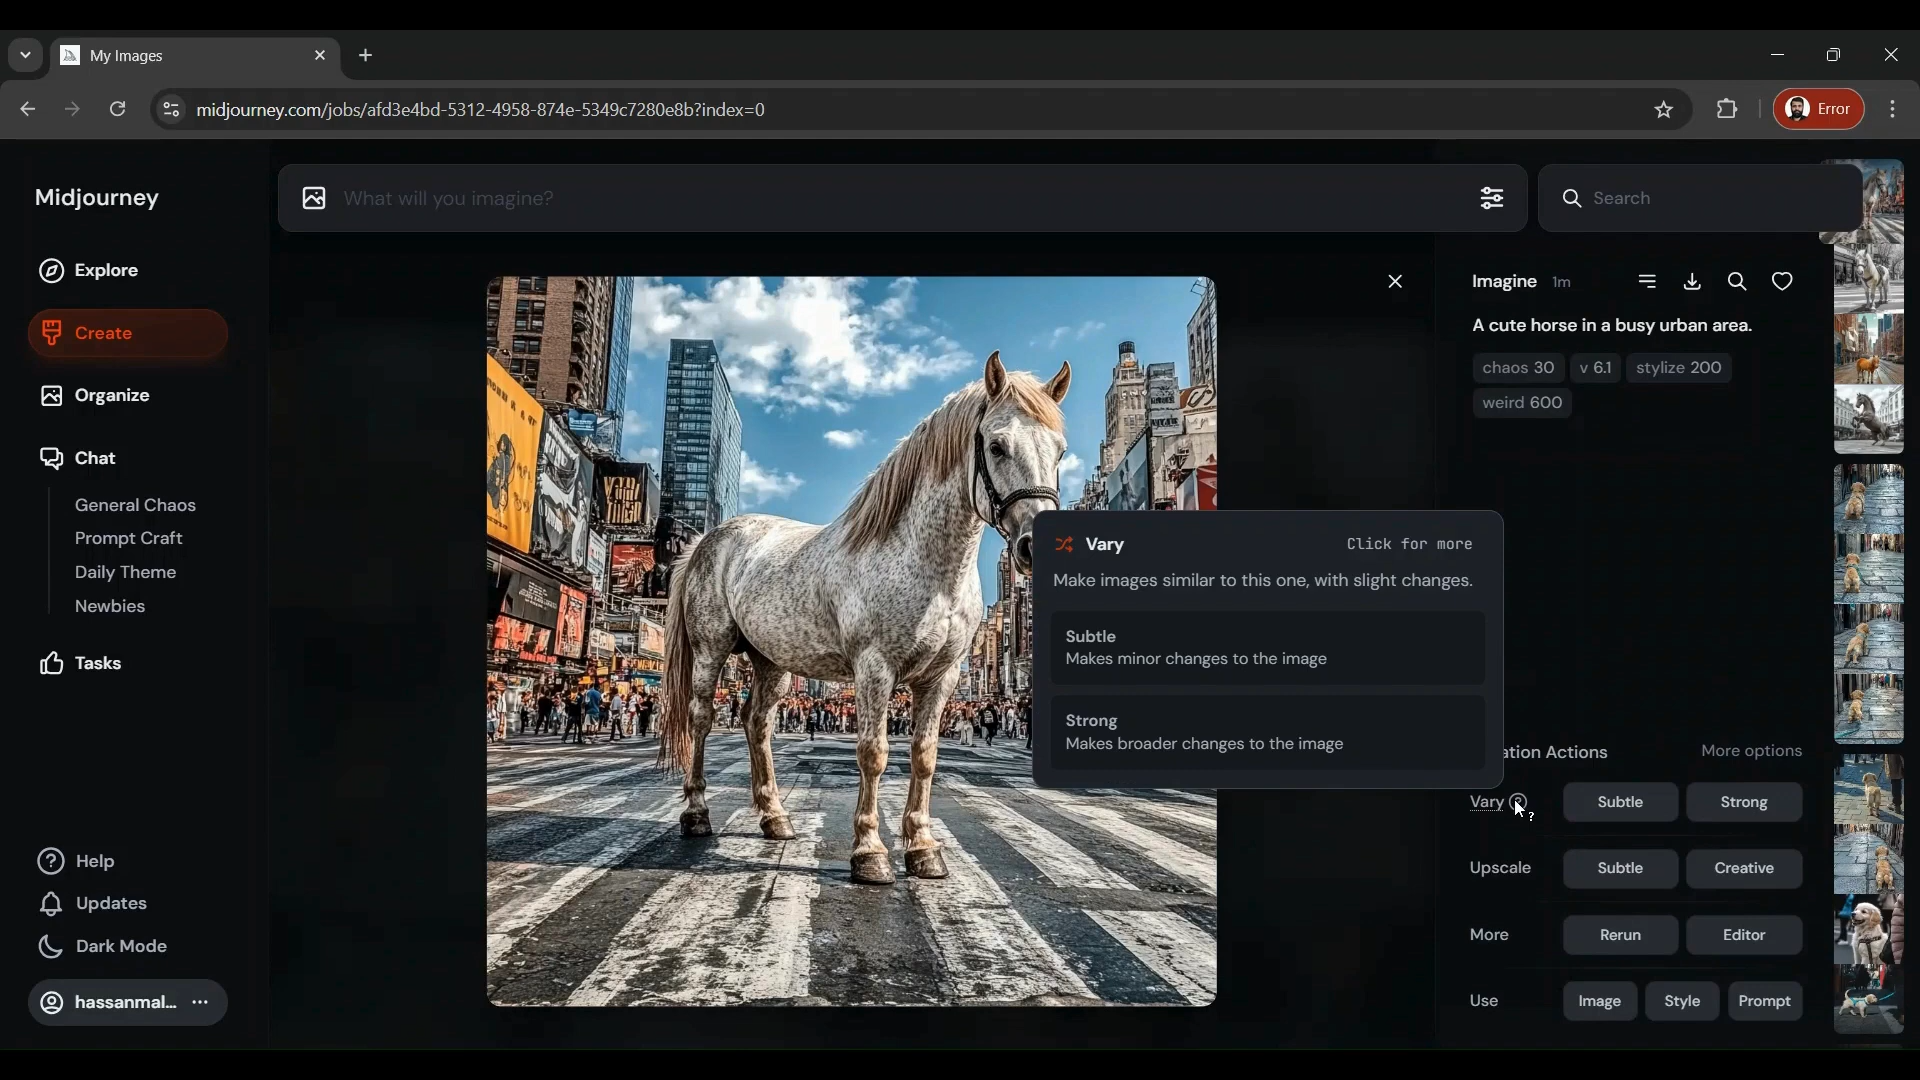 My Images
midjourney.com/jobs/afd3e4bd-5312-4958-874e-5349c7280e8b?index=0
Error
Midjourney
What will you imagine?
Search
Explore
Create
Organize
Chat
General Chaos
Prompt Craft
Daily Theme
Newbies
Tasks
Help
Updates
Dark Mode
hassanmal... ···
Imagine 1m
A cute horse in a busy urban area.
chaos 30 v 6.1 stylize 200
weird 600
Vary Click for more
Make images similar to this one, with slight changes.
Subtle
Makes minor changes to the image
Strong
Makes broader changes to the image
ation Actions More options
Vary Subtle Strong
Upscale Subtle Creative
More Rerun Editor
Use Image Style Prompt